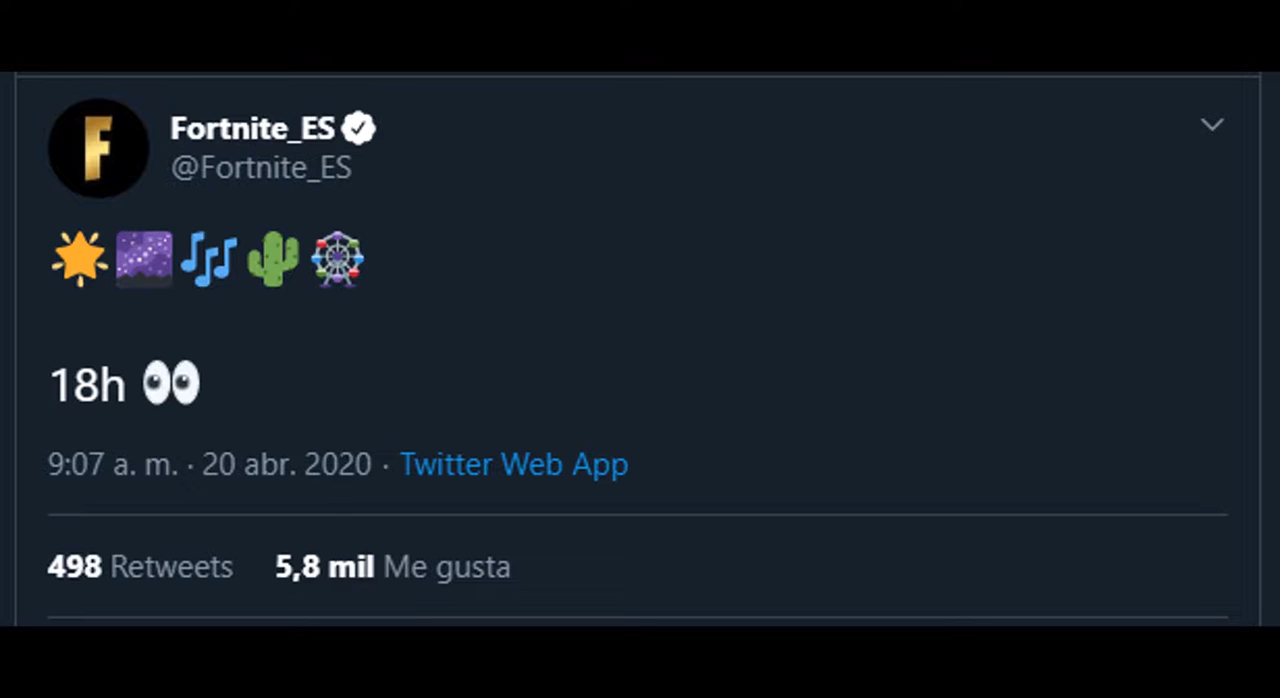 Fortnite_ES
@Fortnite_ES
🌟🌌🎶🌵🎡
18h 👀
9:07 a. m. · 20 abr. 2020 · Twitter Web App
498 Retweets 5,8 mil Me gusta